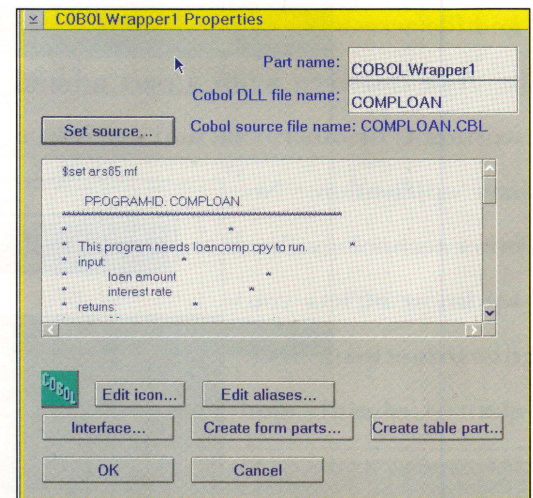 COBOLWrapper1 Properties
Part name: COBOLWrapper1
Cobol DLL file name: COMPLOAN
Set source...
Cobol source file name: COMPLOAN.CBL
$set ans85 mf
PROGRAM-ID. COMPLOAN.
* *
* This program needs loancomp.cpy to run. *
* input: *
* loan amount *
* interest rate *
* returns: *
COBOL
Edit icon...
Edit aliases...
Interface...
Create form parts...
Create table part...
OK
Cancel